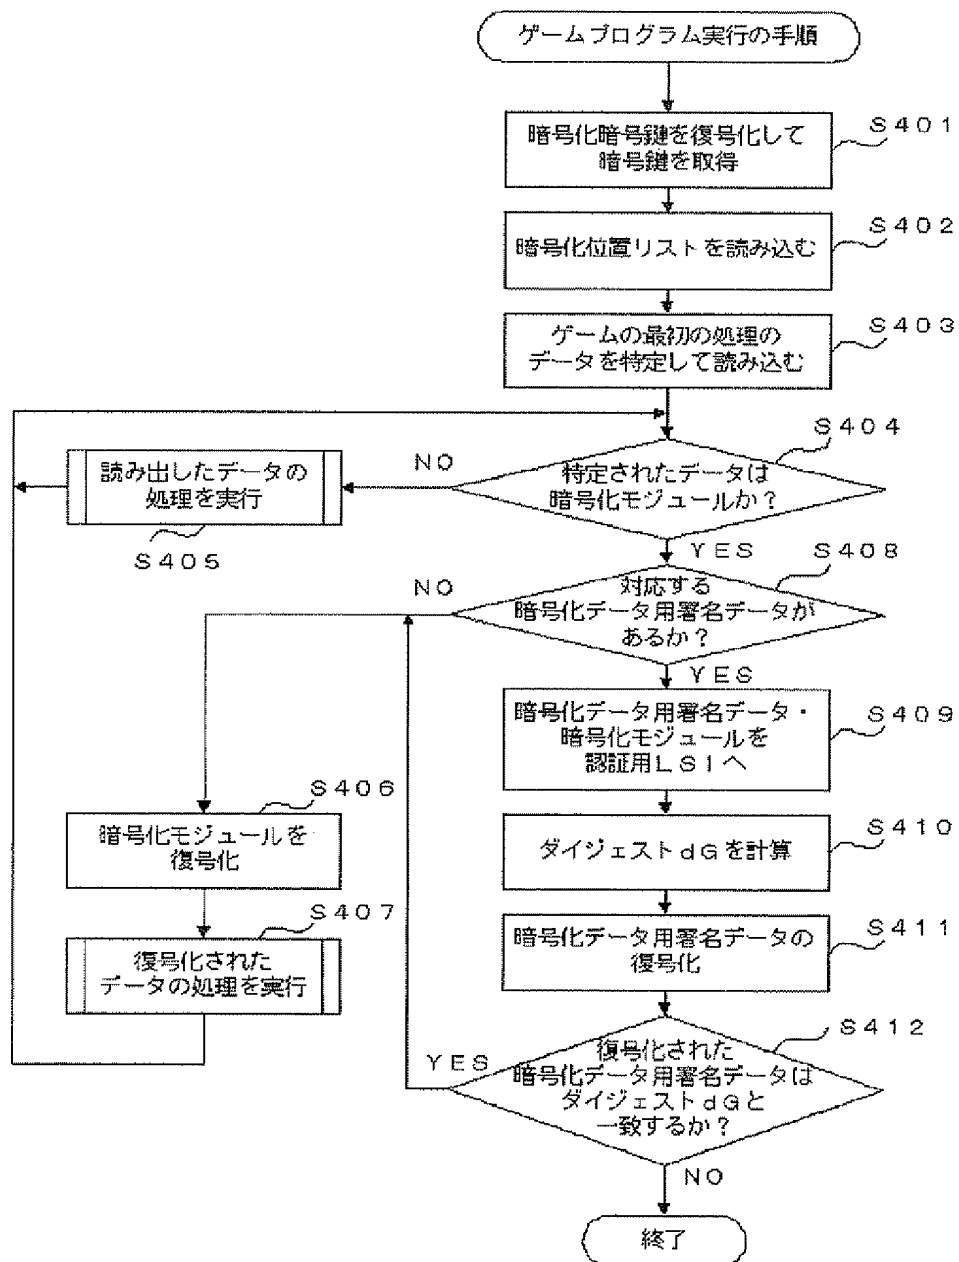 ゲームプログラム実行の手順
暗号化暗号鍵を復号化して
暗号鍵を取得
S401
暗号化位置リストを読み込む
S402
ゲームの最初の処理の
データを特定して読み込む
S403
特定されたデータは
暗号化モジュールか?
S404
NO
YES
読み出したデータの
処理を実行
S405
対応する
暗号化データ用署名データが
あるか?
S408
NO
YES
暗号化データ用署名データ・
暗号化モジュールを
認証用LSIへ
S409
暗号化モジュールを
復号化
S406
ダイジェストdGを計算
S410
復号化された
データの処理を実行
S407
暗号化データ用署名データの
復号化
S411
復号化された
暗号化データ用署名データは
ダイジェストdGと
一致するか?
S412
YES
NO
終了